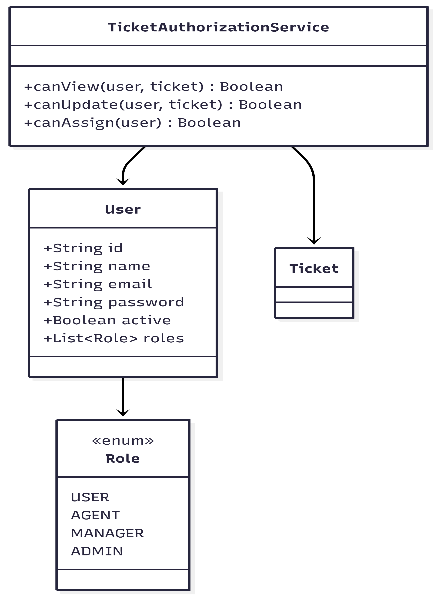 TicketAuthorizationService
+canView(user, ticket) : Boolean
+canUpdate(user, ticket) : Boolean
+canAssign(user) : Boolean
User
+String id
+String name
+String email
+String password
+Boolean active
+List<Role> roles
Ticket
«enum»
Role
USER
AGENT
MANAGER
ADMIN